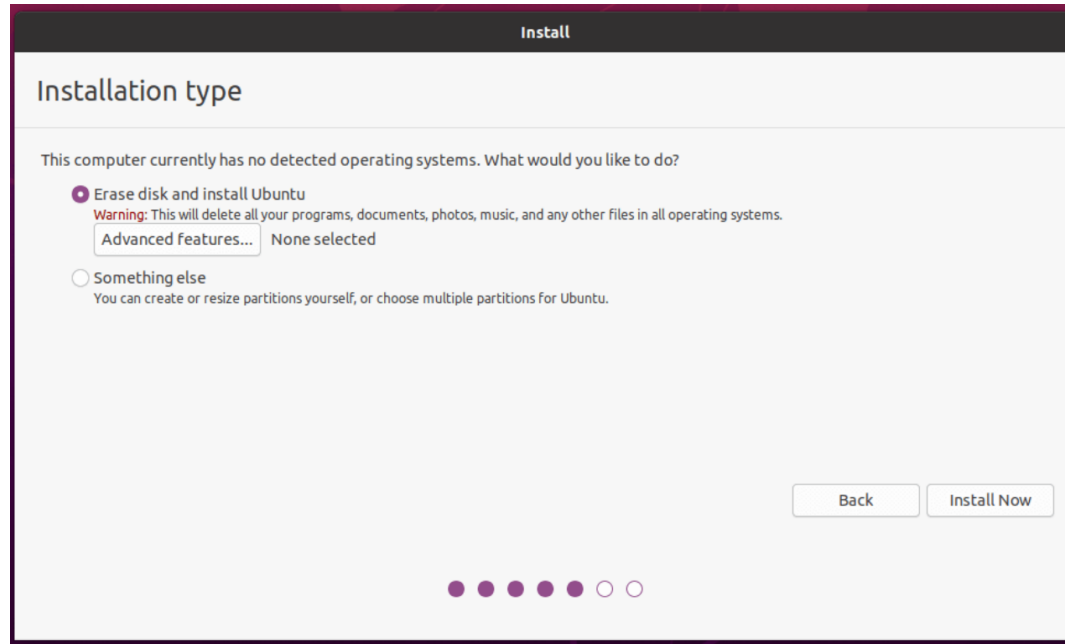 Install
Installation type
This computer currently has no detected operating systems. What would you like to do?
Erase disk and install Ubuntu
Warning: This will delete all your programs, documents, photos, music, and any other files in all operating systems.
Advanced features... None selected
Something else
You can create or resize partitions yourself, or choose multiple partitions for Ubuntu.
Back Install Now